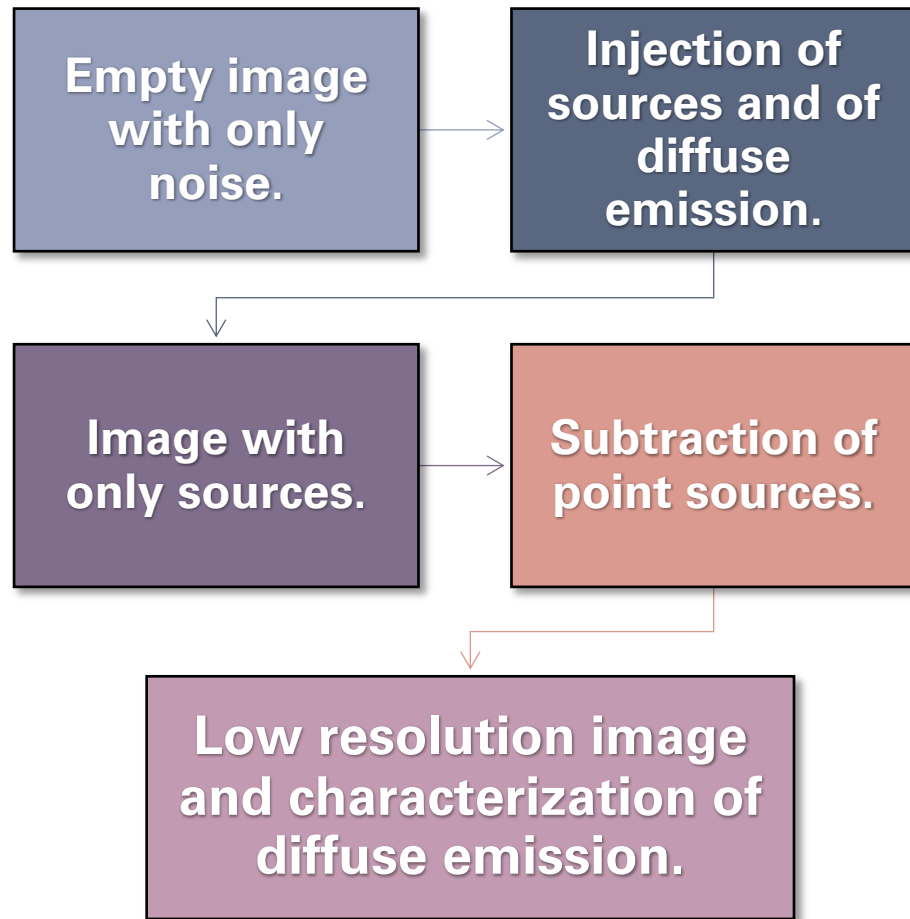 Empty image
with only
noise.
Injection of
sources and of
diffuse
emission.
Image with
only sources.
Subtraction of
point sources.
Low resolution image
and characterization of
diffuse emission.